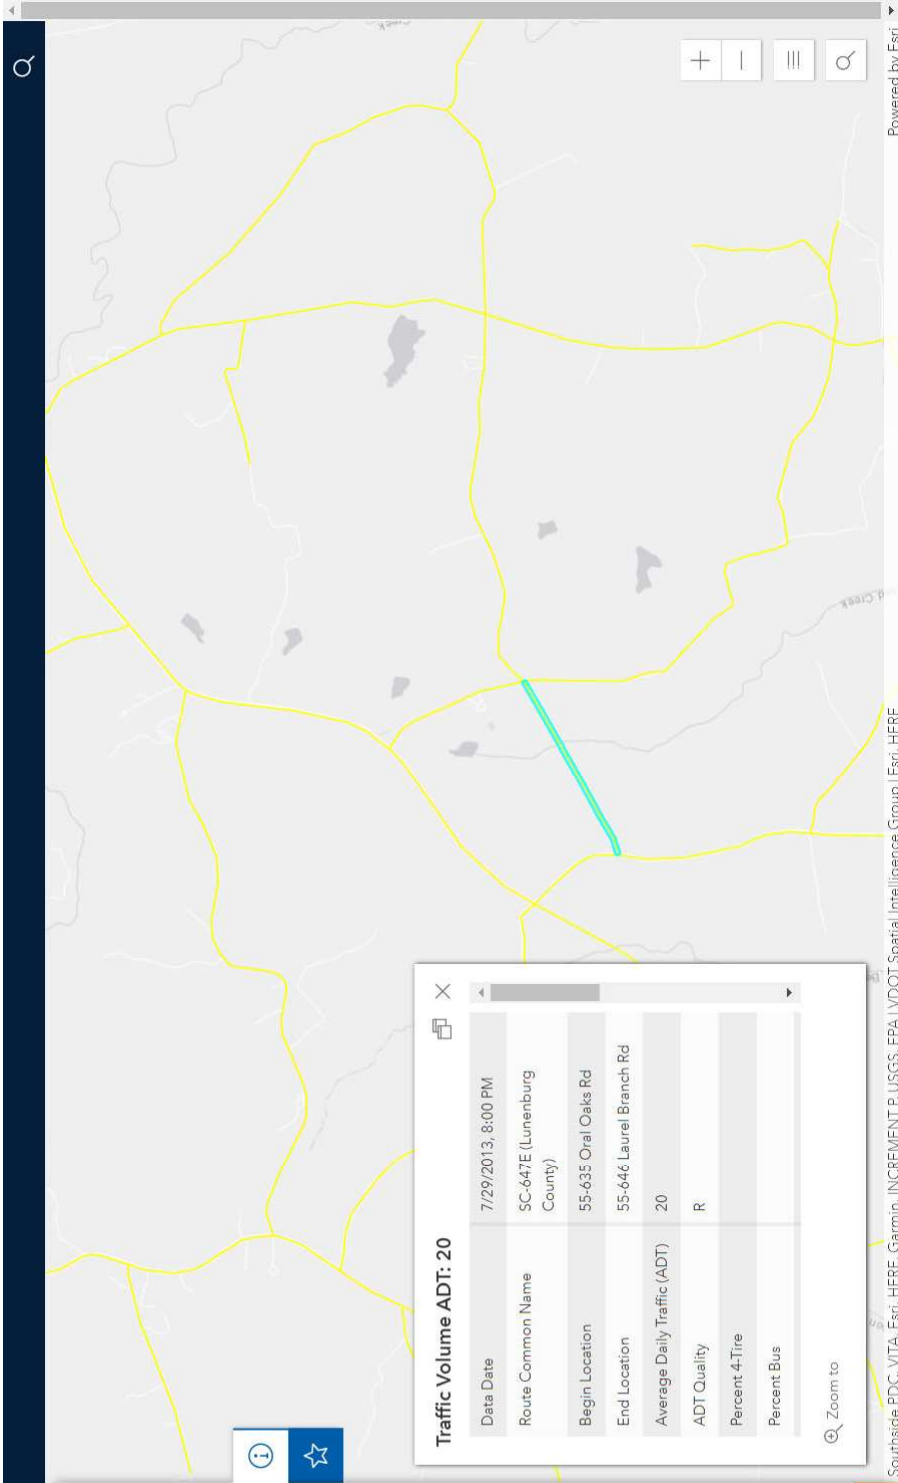 Creek
d Creek
Traffic Volume ADT: 20
Data Date 7/29/2013, 8:00 PM
Route Common Name SC-647E (Lunenburg
County)
Begin Location 55-635 Oral Oaks Rd
End Location 55-646 Laurel Branch Rd
Average Daily Traffic (ADT) 20
ADT Quality R
Percent 4-Tire
Percent Bus
Zoom to
Southside PDC, VITA, Esri, HERE, Garmin, INCREMENT P, USGS, EPA | VDOT Spatial Intelligence Group | Esri, HERE
Powered by Esri